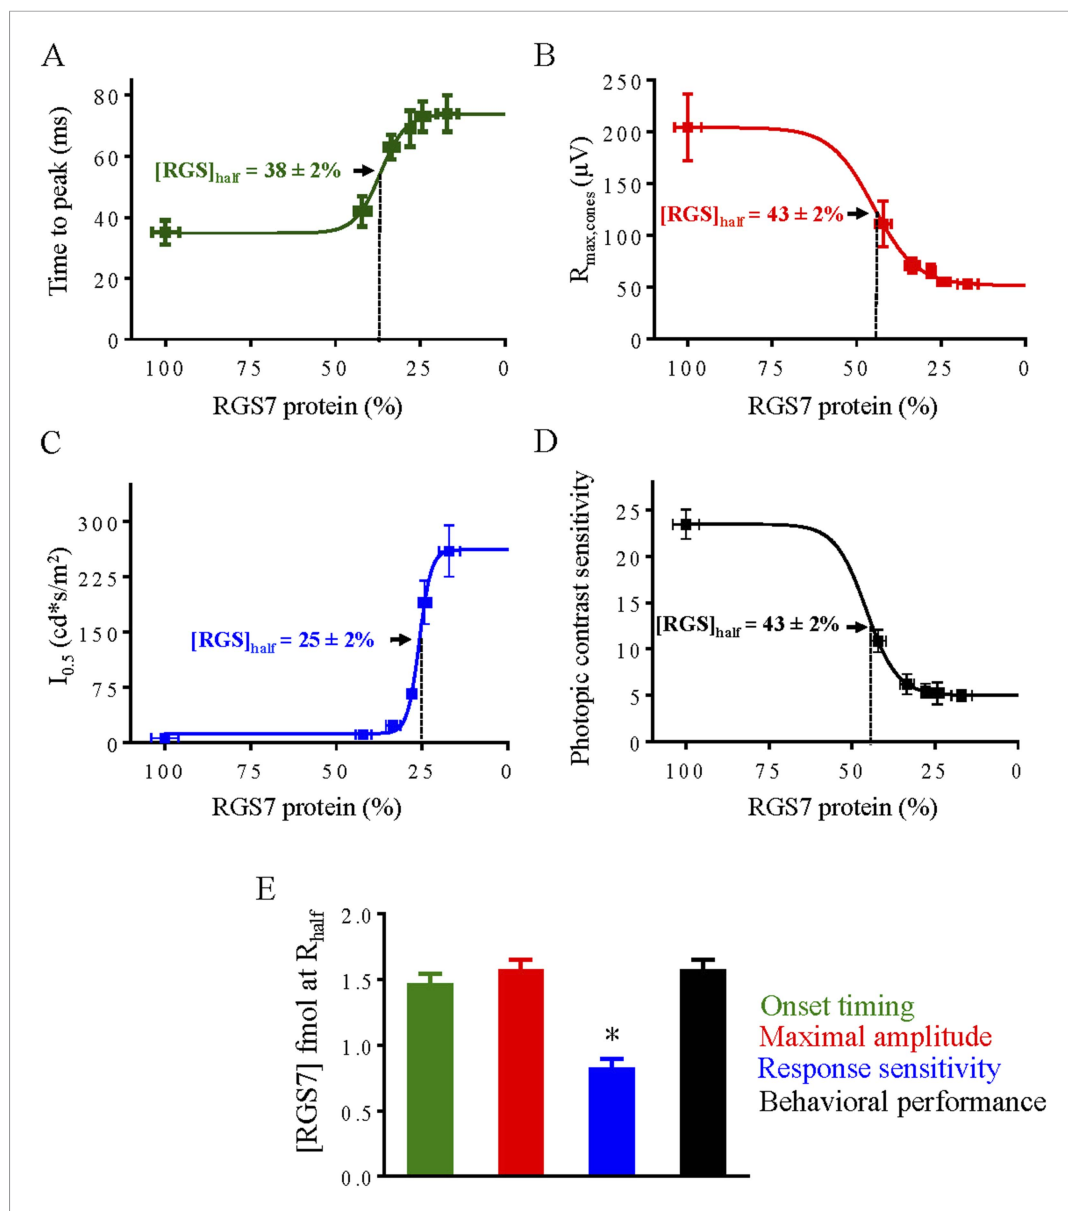 A
Time to peak (ms)
80
60
40
20
0
[RGS]half = 38 ± 2%
100 75 50 25 0
RGS7 protein (%)
B
Rmax,cones (µV)
250
200
150
100
50
0
[RGS]half = 43 ± 2%
100 75 50 25 0
RGS7 protein (%)
C
I0.5 (cd*s/m²)
300
225
150
75
0
[RGS]half = 25 ± 2%
100 75 50 25 0
RGS7 protein (%)
D
Photopic contrast sensitivity
25
20
15
10
5
0
[RGS]half = 43 ± 2%
100 75 50 25 0
RGS7 protein (%)
E
[RGS7] fmol at Rhalf
2.0
1.5
1.0
0.5
0.0
*
Onset timing
Maximal amplitude
Response sensitivity
Behavioral performance